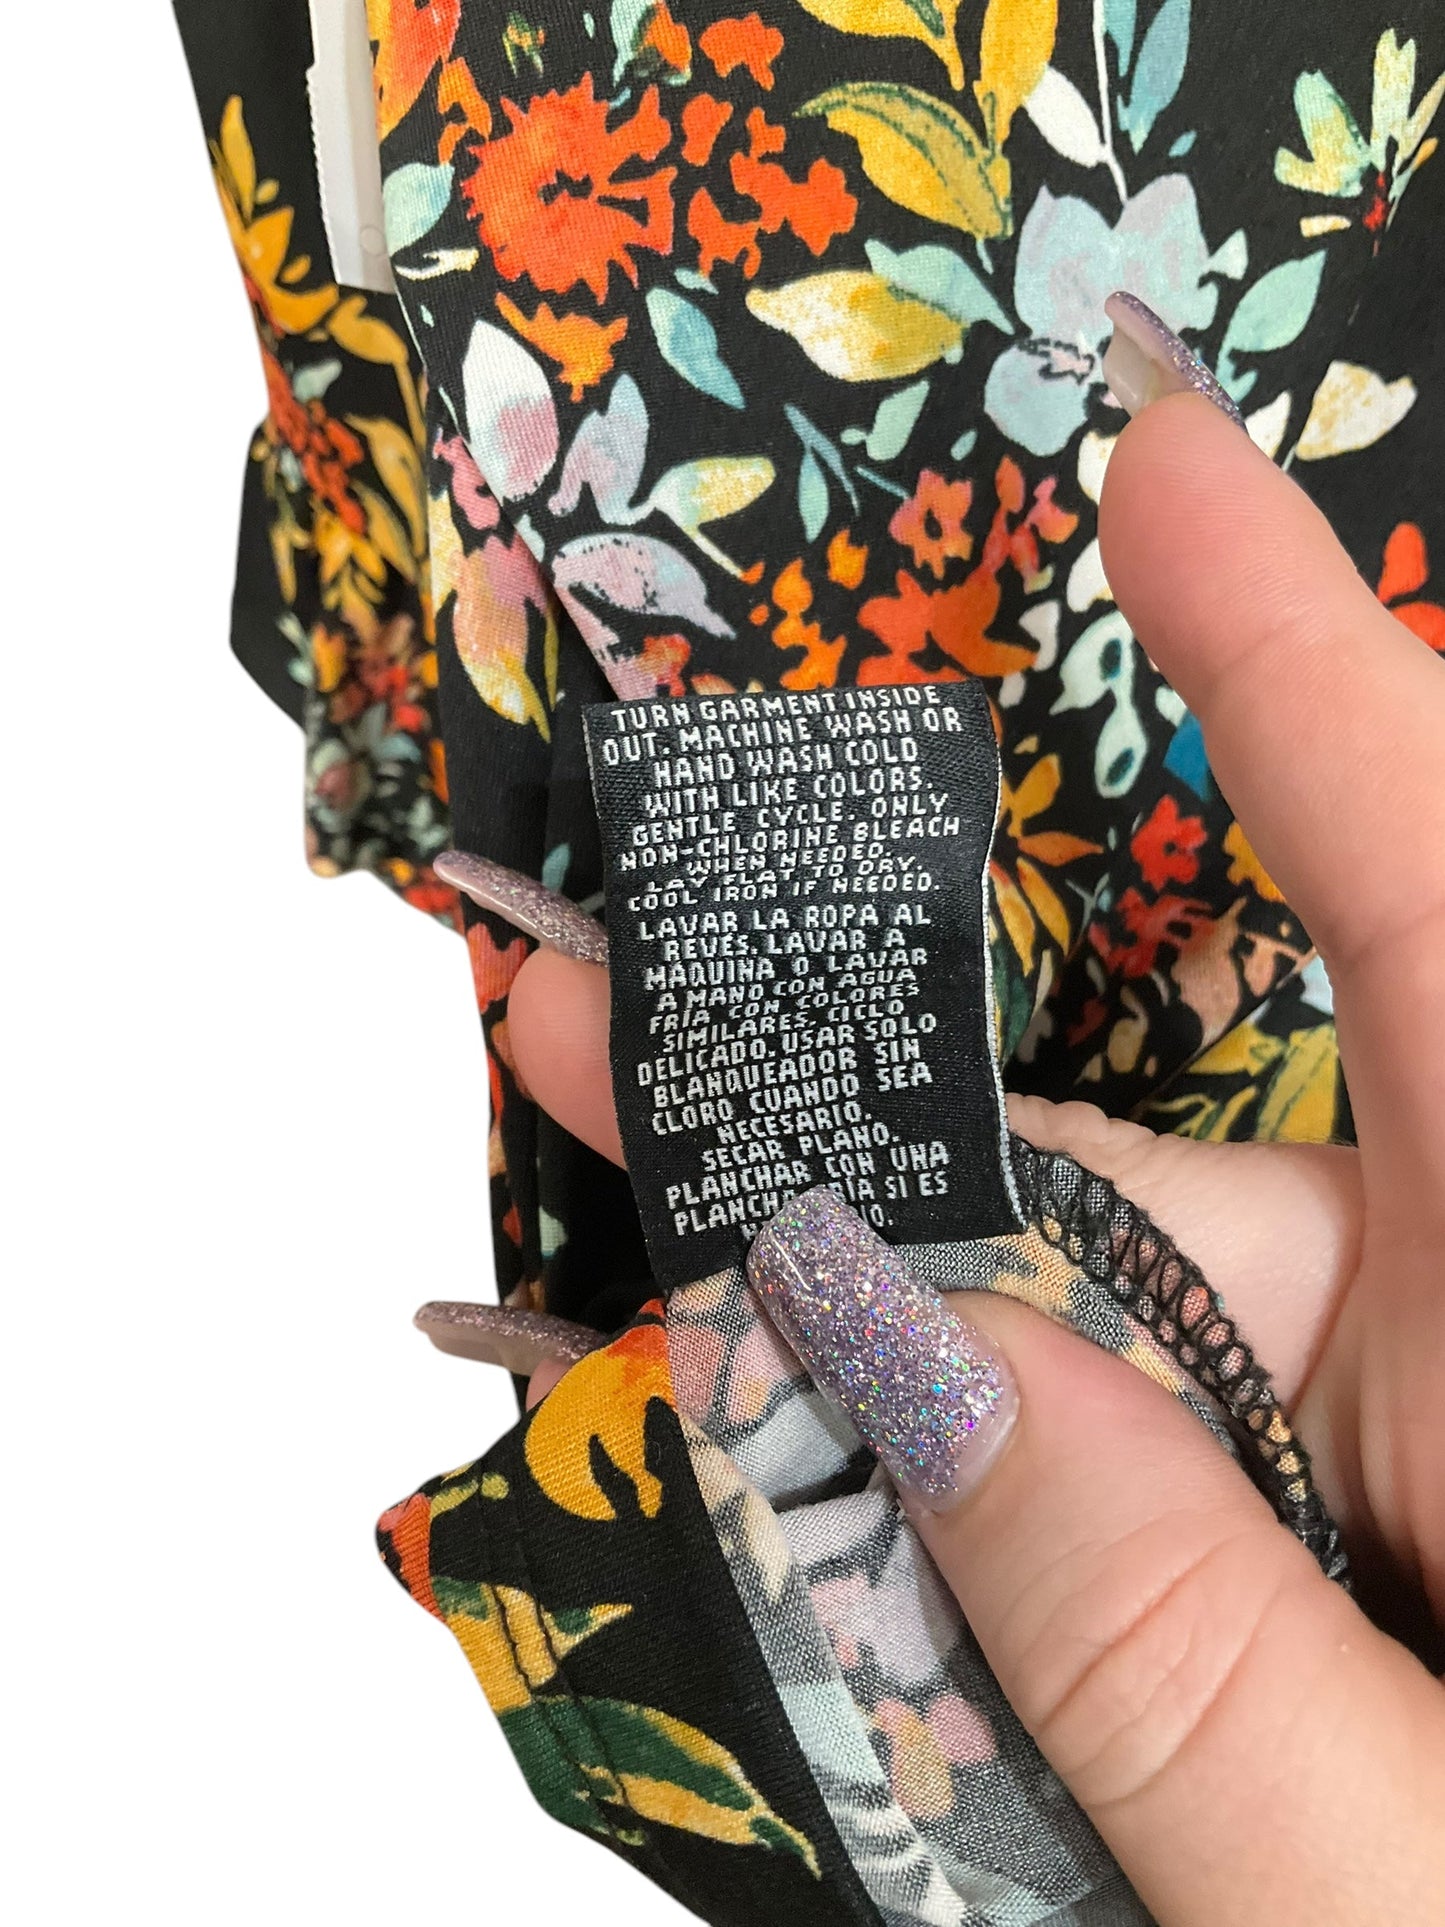 TURN GARMENT INSIDE
OUT. MACHINE WASH OR
HAND WASH COLD
WITH LIKE COLORS.
GENTLE CYCLE. ONLY
NON-CHLORINE BLEACH
WHEN NEEDED.
LAY FLAT TO DRY.
COOL IRON IF NEEDED.
LAVAR LA ROPA AL
REVÉS. LAVAR A
MÁQUINA O LAVAR
A MANO CON AGUA
FRÍA CON COLORES
SIMILARES. CICLO
DELICADO. USAR SOLO
BLANQUEADOR SIN
CLORO CUANDO SEA
NECESARIO.
SECAR PLANO.
PLANCHAR CON UNA
SI ES